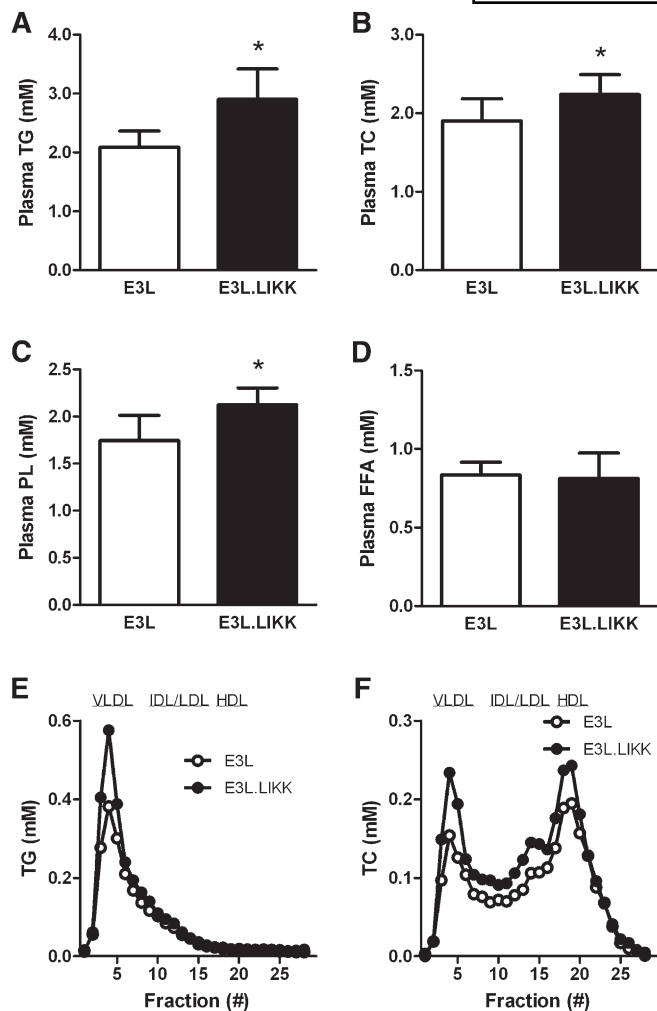 A
Plasma TG (mM)
4.0
3.0
2.0
1.0
0.0
*
E3L E3L.LIKK
B
Plasma TC (mM)
3.0
2.0
1.0
0.0
*
E3L E3L.LIKK
C
Plasma PL (mM)
2.5
2.0
1.5
1.0
0.5
0.0
*
E3L E3L.LIKK
D
Plasma FFA (mM)
1.5
1.0
0.5
0.0
E3L E3L.LIKK
E
VLDL IDL/LDL HDL
TG (mM)
0.6
0.4
0.2
0.0
E3L
E3L.LIKK
5 10 15 20 25
Fraction (#)
F
VLDL IDL/LDL HDL
TC (mM)
0.3
0.2
0.1
0.0
E3L
E3L.LIKK
5 10 15 20 25
Fraction (#)